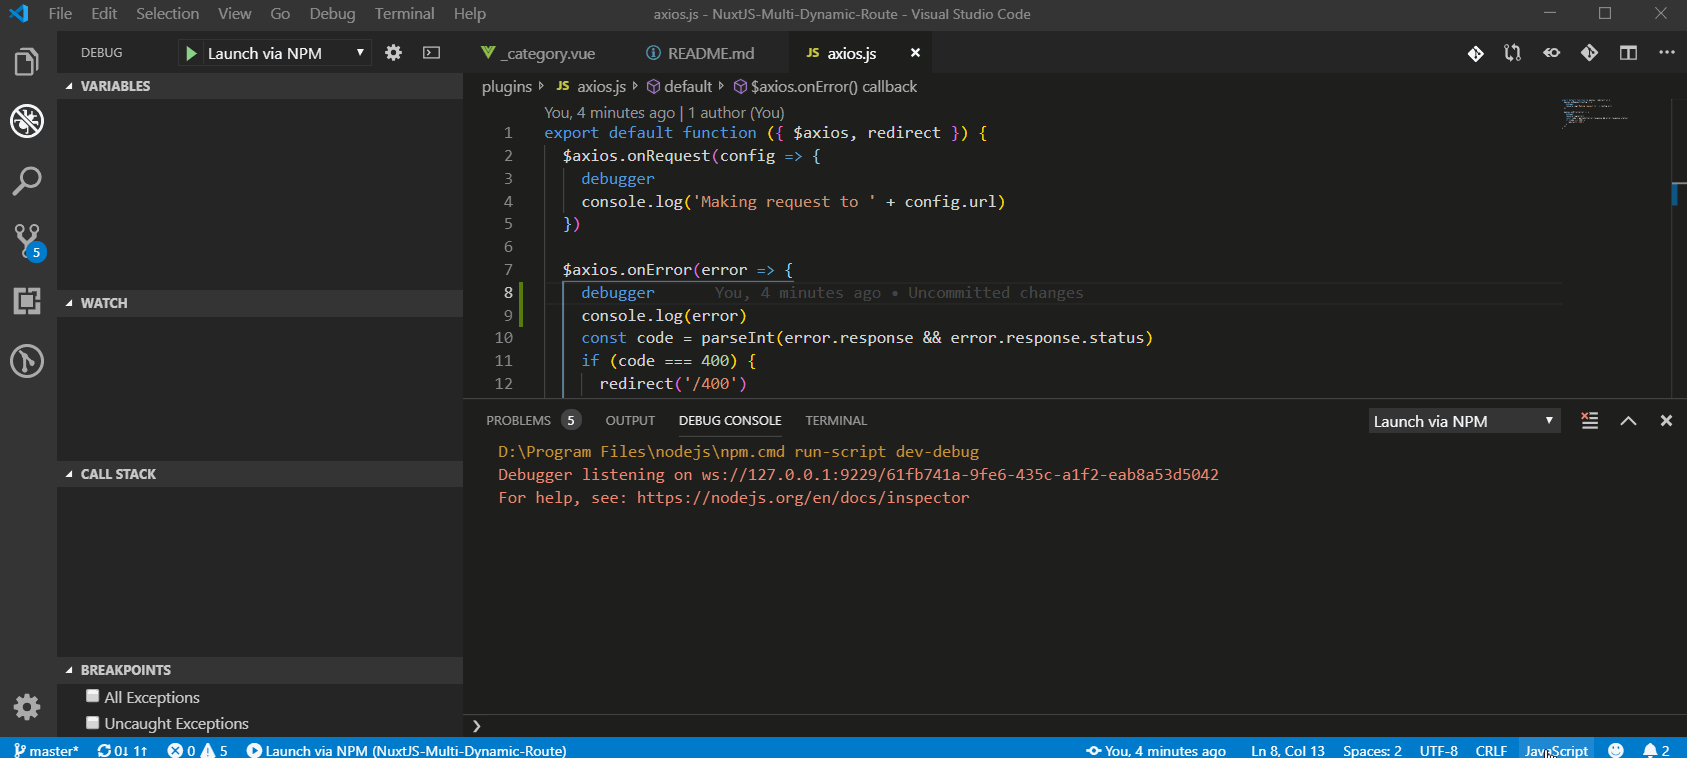 File Edit Selection View Go Debug Terminal Help
axios.js - NuxtJS-Multi-Dynamic-Route - Visual Studio Code
DEBUG Launch via NPM
_category.vue README.md JS axios.js
VARIABLES
plugins JS axios.js default $axios.onError() callback
You, 4 minutes ago | 1 author (You)
1 export default function ({ $axios, redirect }) {
2 $axios.onRequest(config => {
3 debugger
4 console.log('Making request to ' + config.url)
5 })
6
7 $axios.onError(error => {
8 debugger You, 4 minutes ago • Uncommitted changes
9 console.log(error)
10 const code = parseInt(error.response && error.response.status)
11 if (code === 400) {
12 redirect('/400')
WATCH
CALL STACK
BREAKPOINTS
All Exceptions
Uncaught Exceptions
5
PROBLEMS 5 OUTPUT DEBUG CONSOLE TERMINAL Launch via NPM
D:\Program Files\nodejs\npm.cmd run-script dev-debug
Debugger listening on ws://127.0.0.1:9229/61fb741a-9fe6-435c-a1f2-eab8a53d5042
For help, see: https://nodejs.org/en/docs/inspector
master* 0↓ 1↑ 0 5 Launch via NPM (NuxtJS-Multi-Dynamic-Route) You, 4 minutes ago Ln 8, Col 13 Spaces: 2 UTF-8 CRLF JavaScript 2